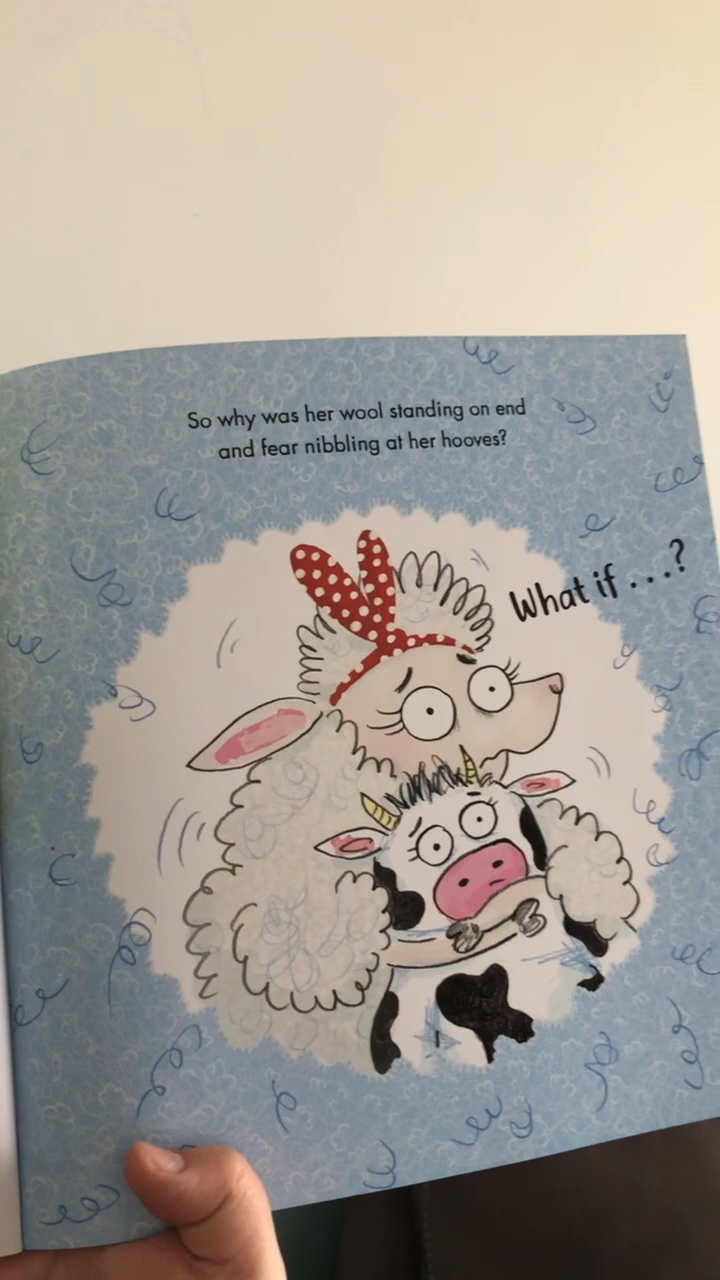 So why was her wool standing on end
and fear nibbling at her hooves?
What if . . . ?